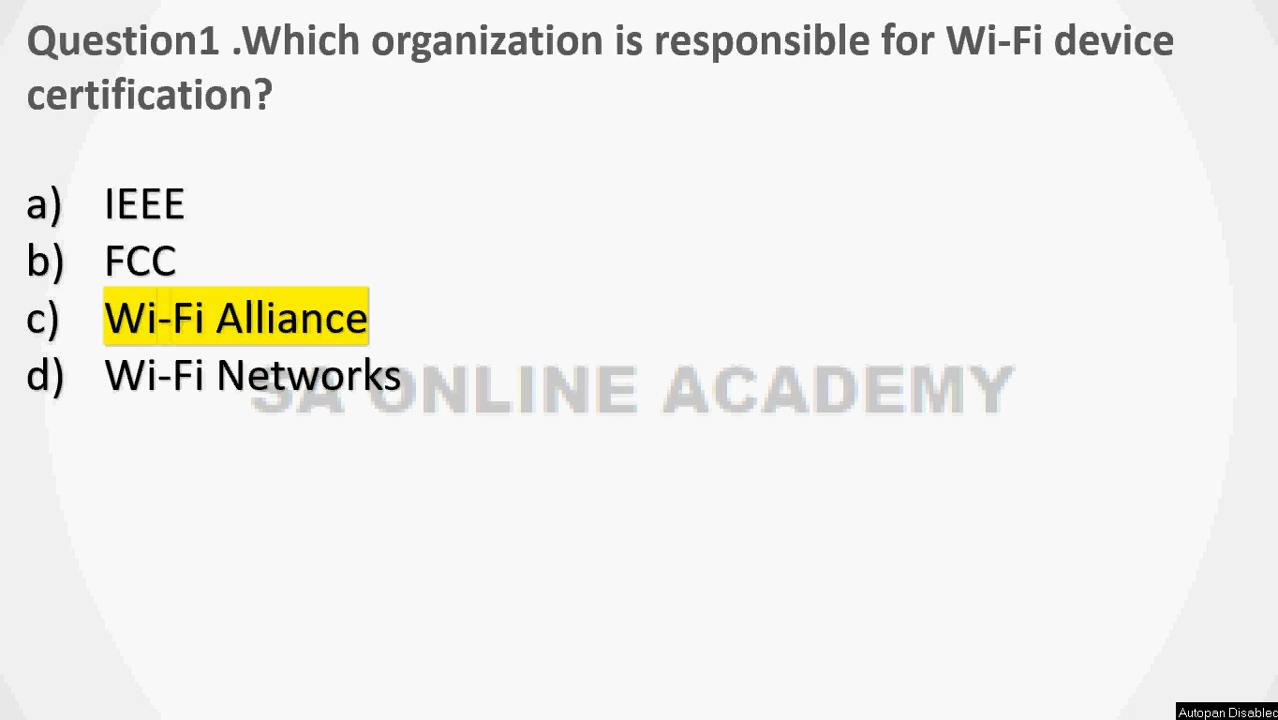 Question1 .Which organization is responsible for Wi-Fi device
certification?
a) IEEE
b) FCC
c) Wi-Fi Alliance
d) Wi-Fi Networks
SA ONLINE ACADEMY
Autopan Disabled